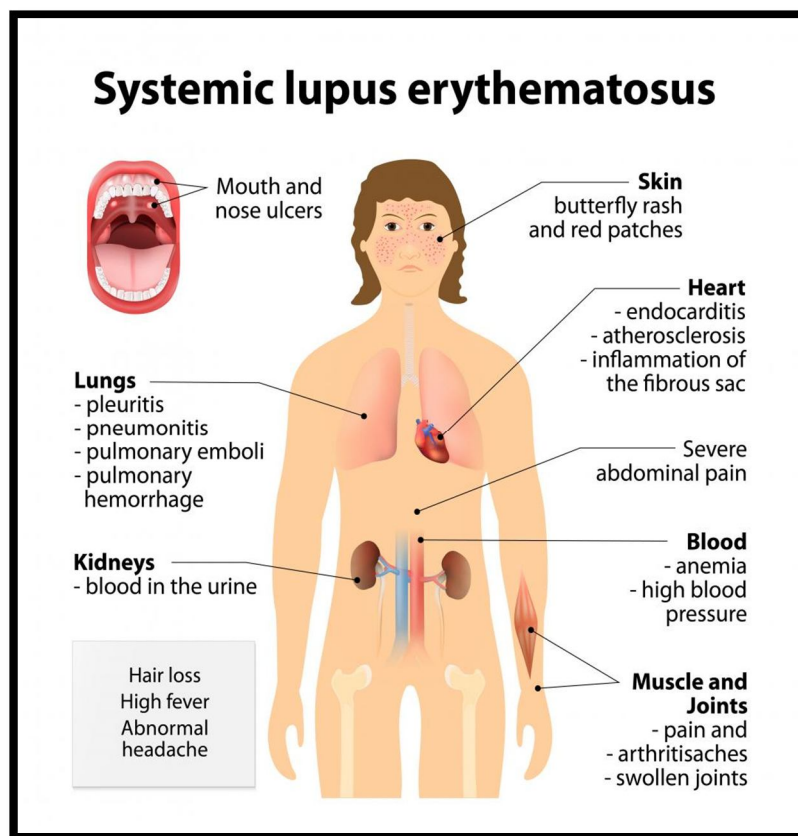 Systemic lupus erythematosus
Mouth and
nose ulcers
Skin
butterfly rash
and red patches
Heart
- endocarditis
- atherosclerosis
- inflammation of
the fibrous sac
Lungs
- pleuritis
- pneumonitis
- pulmonary emboli
- pulmonary
hemorrhage
Severe
abdominal pain
Kidneys
- blood in the urine
Blood
- anemia
- high blood
pressure
Hair loss
High fever
Abnormal
headache
Muscle and
Joints
- pain and
- arthritisaches
- swollen joints